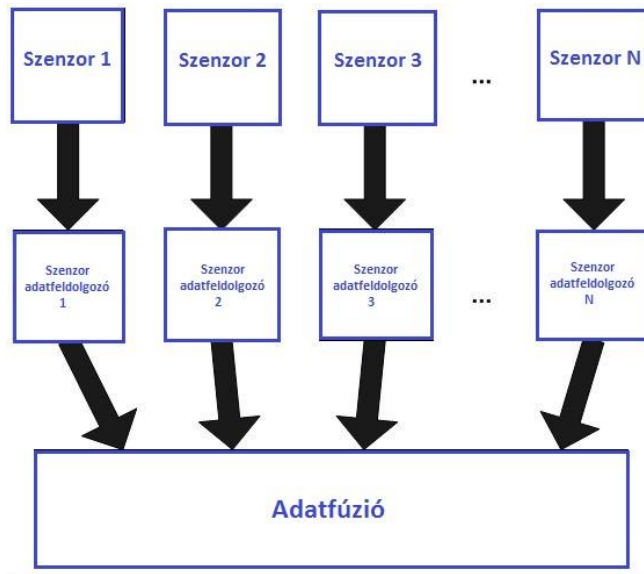 Szenzor 1
Szenzor 2
Szenzor 3
...
Szenzor N
Szenzor
adatfeldolgozó
1
Szenzor
adatfeldolgozó
2
Szenzor
adatfeldolgozó
3
...
Szenzor
adatfeldolgozó
N
Adatfúzió